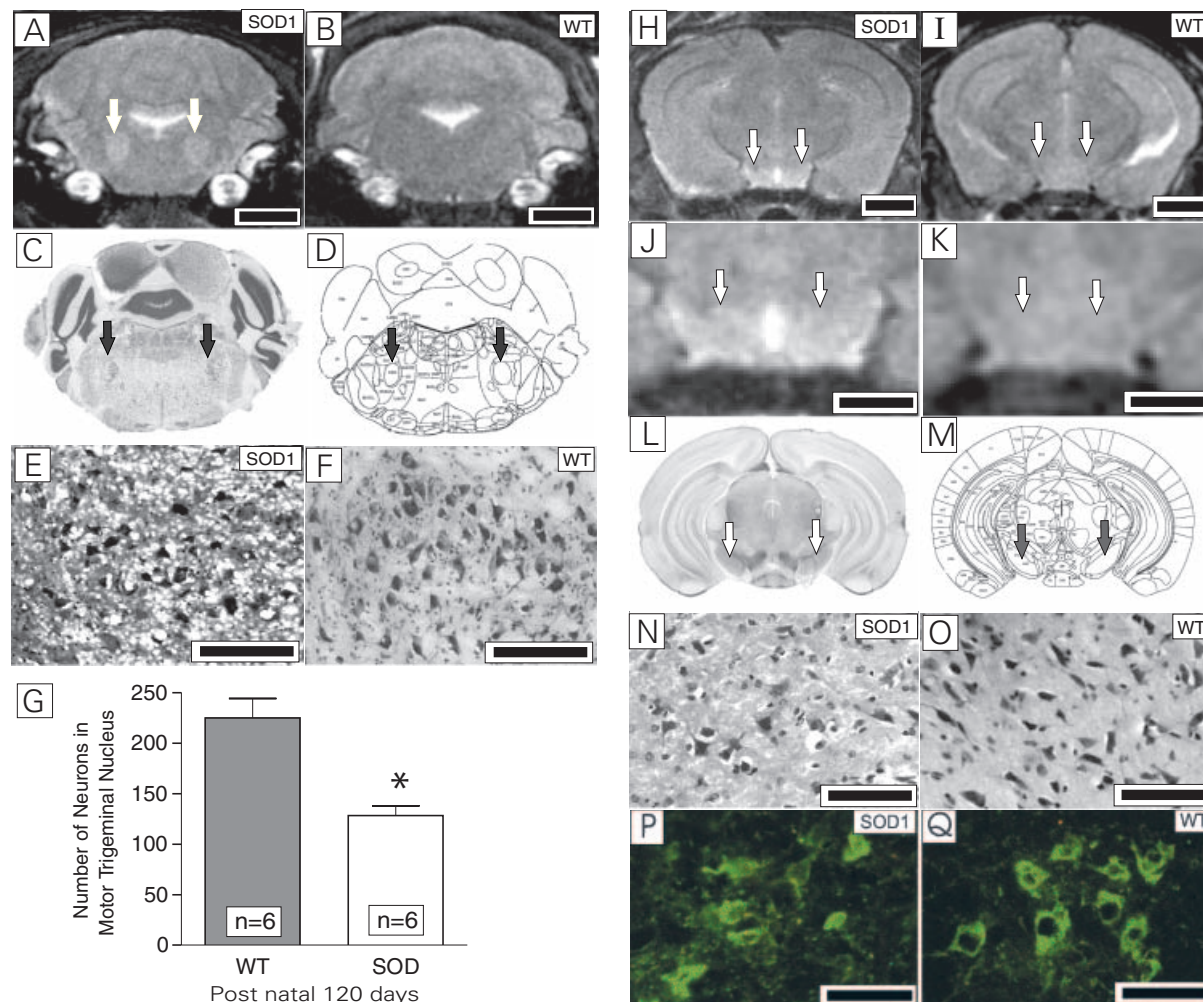 A
SOD1
B
WT
C
D
E
SOD1
F
WT
G
Number of Neurons in
Motor Trigeminal Nucleus
250
200
150
100
50
0
*
n=6
n=6
WT
SOD
Post natal 120 days
H
SOD1
I
WT
J
K
L
M
N
SOD1
O
WT
P
SOD1
Q
WT